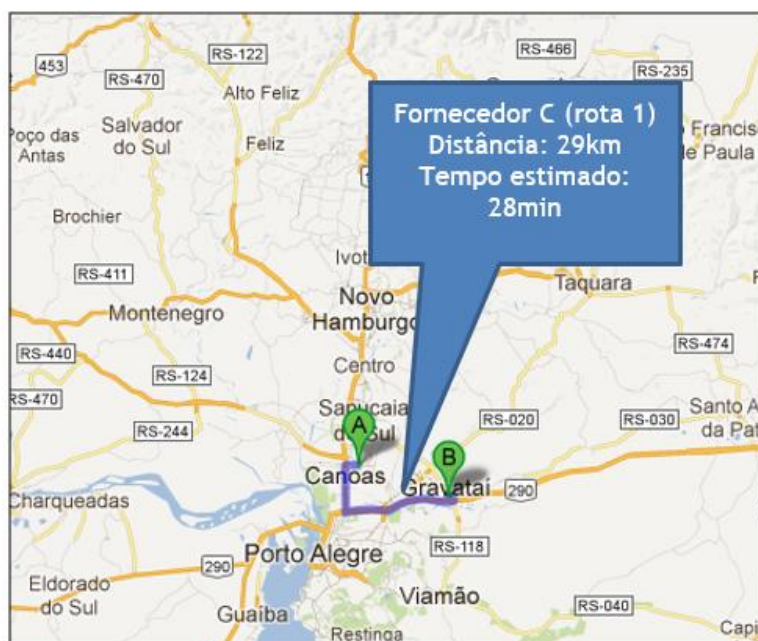 RS-122
RS-466
453
RS-470
RS-235
Alto Feliz
Fornecedor C (rota 1)
Distância: 29km
Tempo estimado:
28min
Poço das
Antas
Salvador
do Sul
Feliz
Francis
de Paula
Brochier
Ivot
RS-411
Taquara
Montenegro
Novo
Hamburgo
RS-440
Centro
RS-474
RS-124
RS-470
Sapucaia
do Sul
RS-020
RS-030
Santo A
da Pat
RS-244
A
B
Canoas
Gravataí
290
Charqueadas
Porto Alegre
RS-118
290
Eldorado
do Sul
Viamão
Guaíba
RS-040
Restinga
Capi